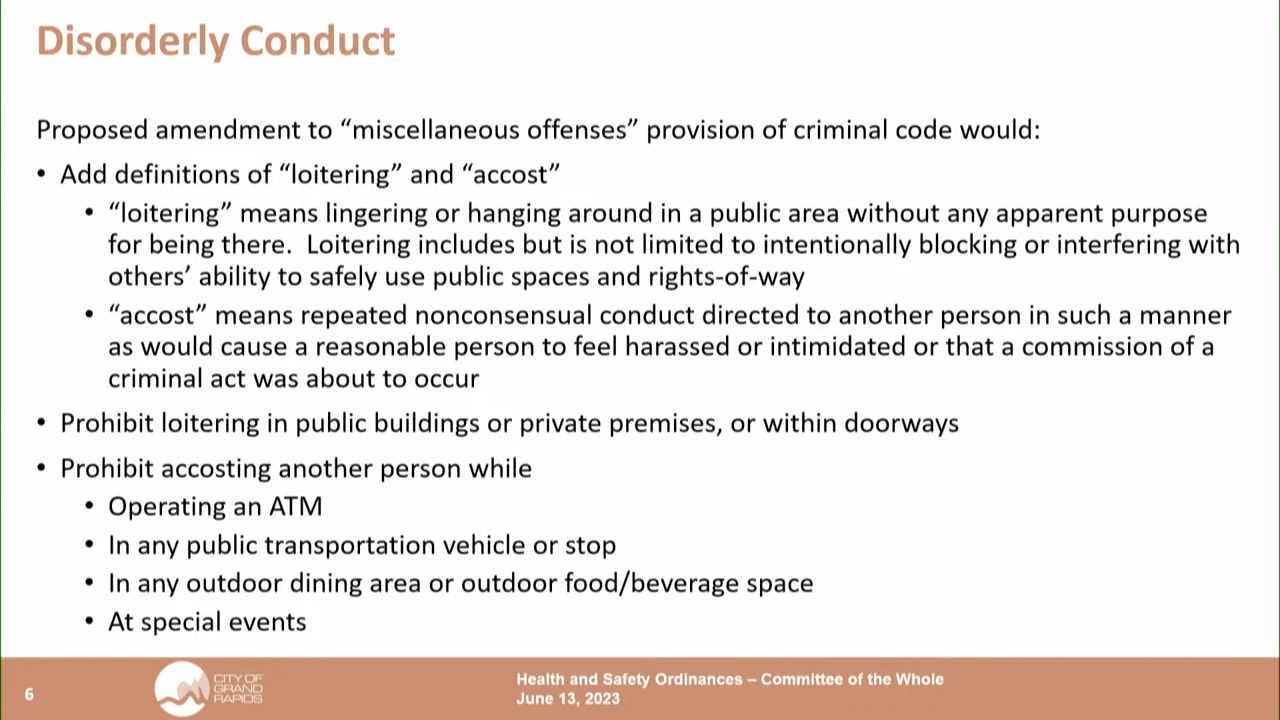 Disorderly Conduct
Proposed amendment to “miscellaneous offenses” provision of criminal code would:
• Add definitions of “loitering” and “accost”
• “loitering” means lingering or hanging around in a public area without any apparent purpose
for being there.  Loitering includes but is not limited to intentionally blocking or interfering with
others’ ability to safely use public spaces and rights-of-way
• “accost” means repeated nonconsensual conduct directed to another person in such a manner
as would cause a reasonable person to feel harassed or intimidated or that a commission of a
criminal act was about to occur
• Prohibit loitering in public buildings or private premises, or within doorways
• Prohibit accosting another person while
• Operating an ATM
• In any public transportation vehicle or stop
• In any outdoor dining area or outdoor food/beverage space
• At special events
6
CITY OF
GRAND
RAPIDS
Health and Safety Ordinances – Committee of the Whole
June 13, 2023